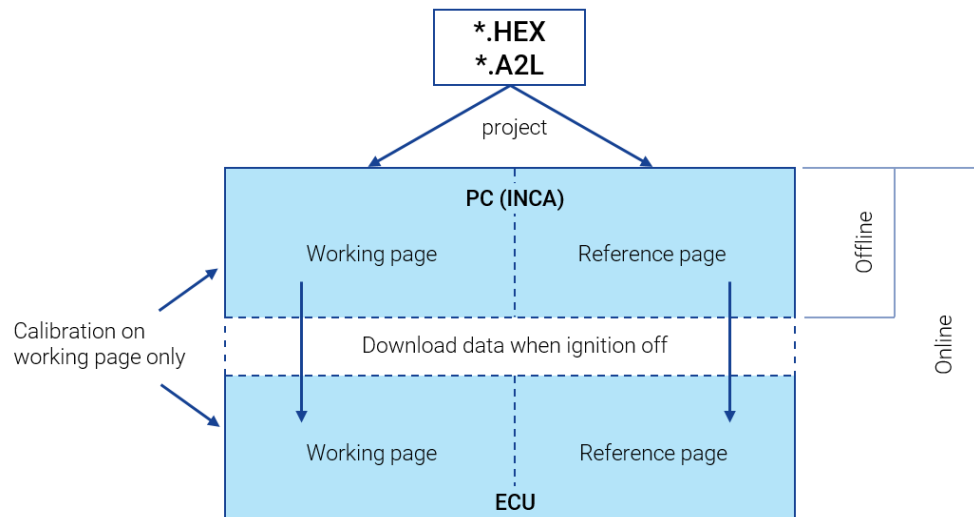 *.HEX
*.A2L
project
PC (INCA)
Working page
Reference page
Offline
Calibration on
working page only
Download data when ignition off
Online
Working page
Reference page
ECU